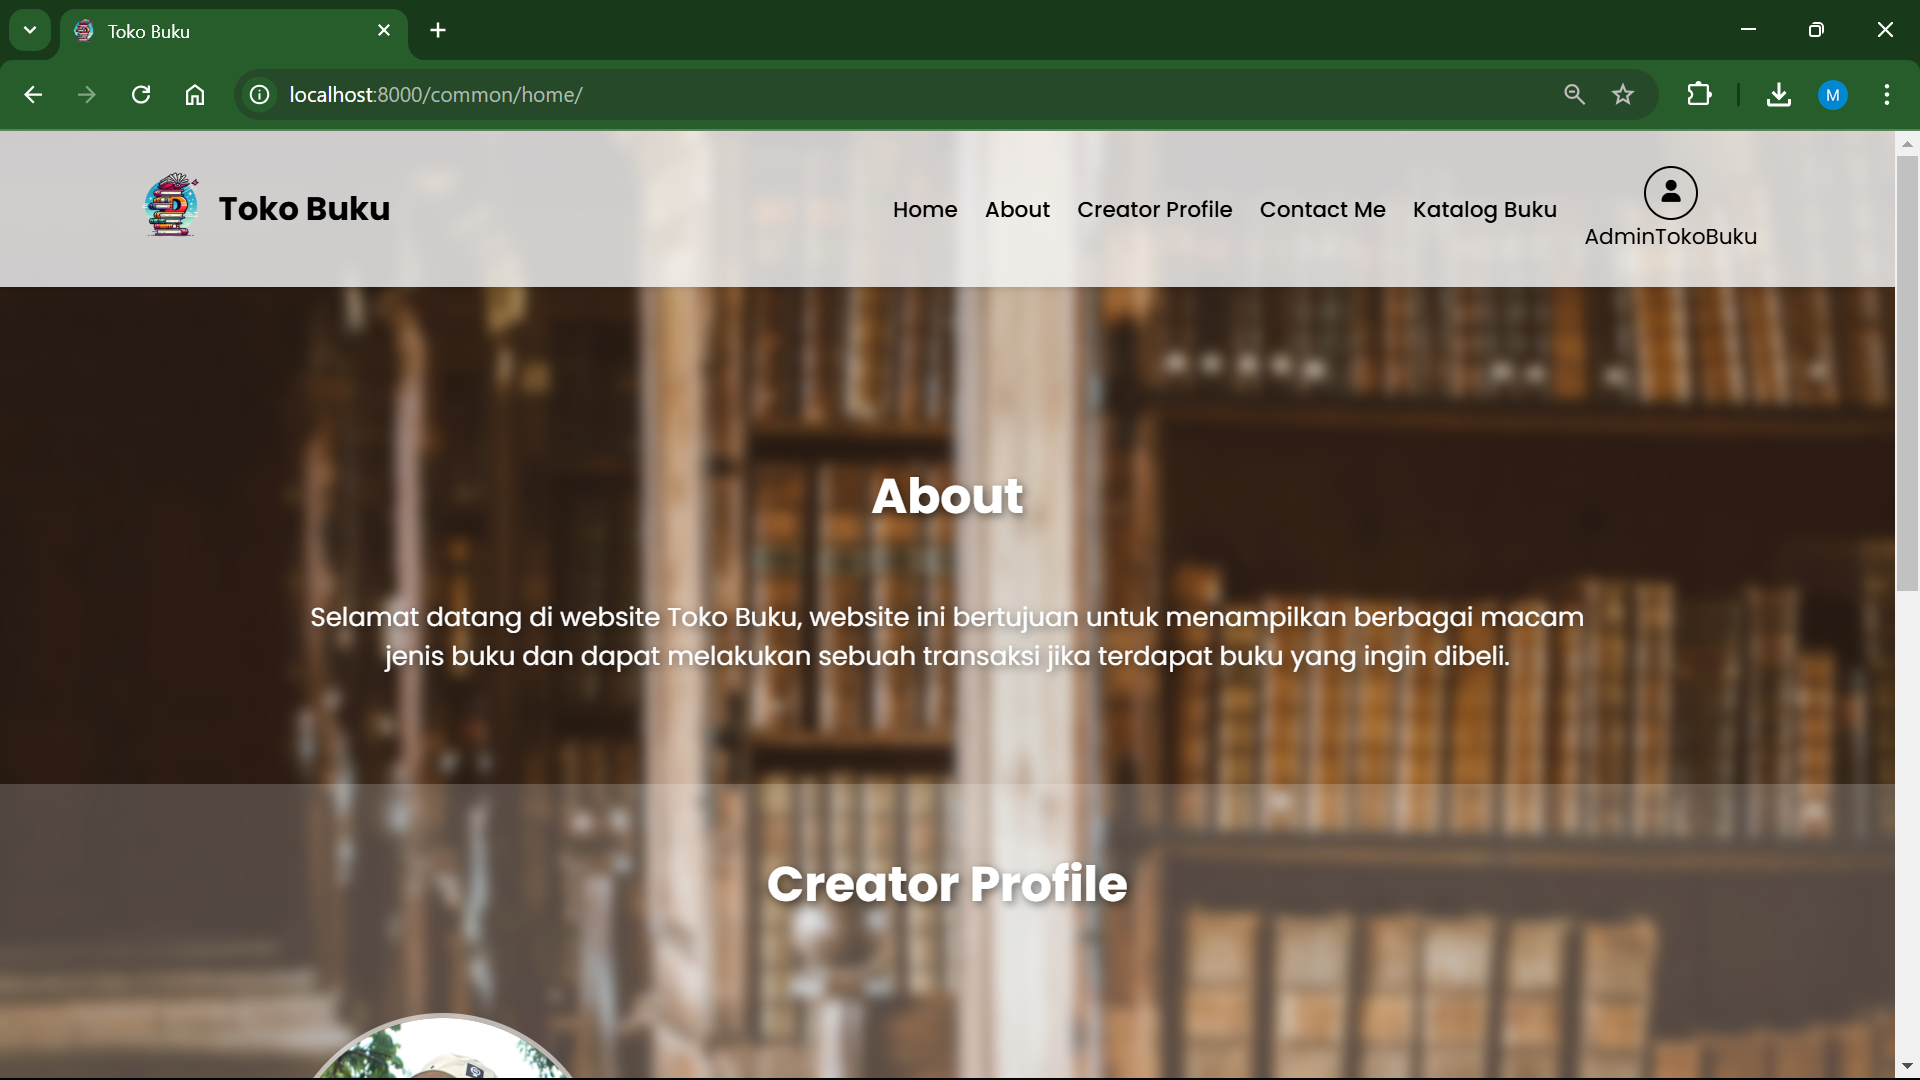 Toko Buku
localhost:8000/common/home/
M
Toko Buku
Home
About
Creator Profile
Contact Me
Katalog Buku
AdminTokoBuku
About
Selamat datang di website Toko Buku, website ini bertujuan untuk menampilkan berbagai macam
jenis buku dan dapat melakukan sebuah transaksi jika terdapat buku yang ingin dibeli.
Creator Profile